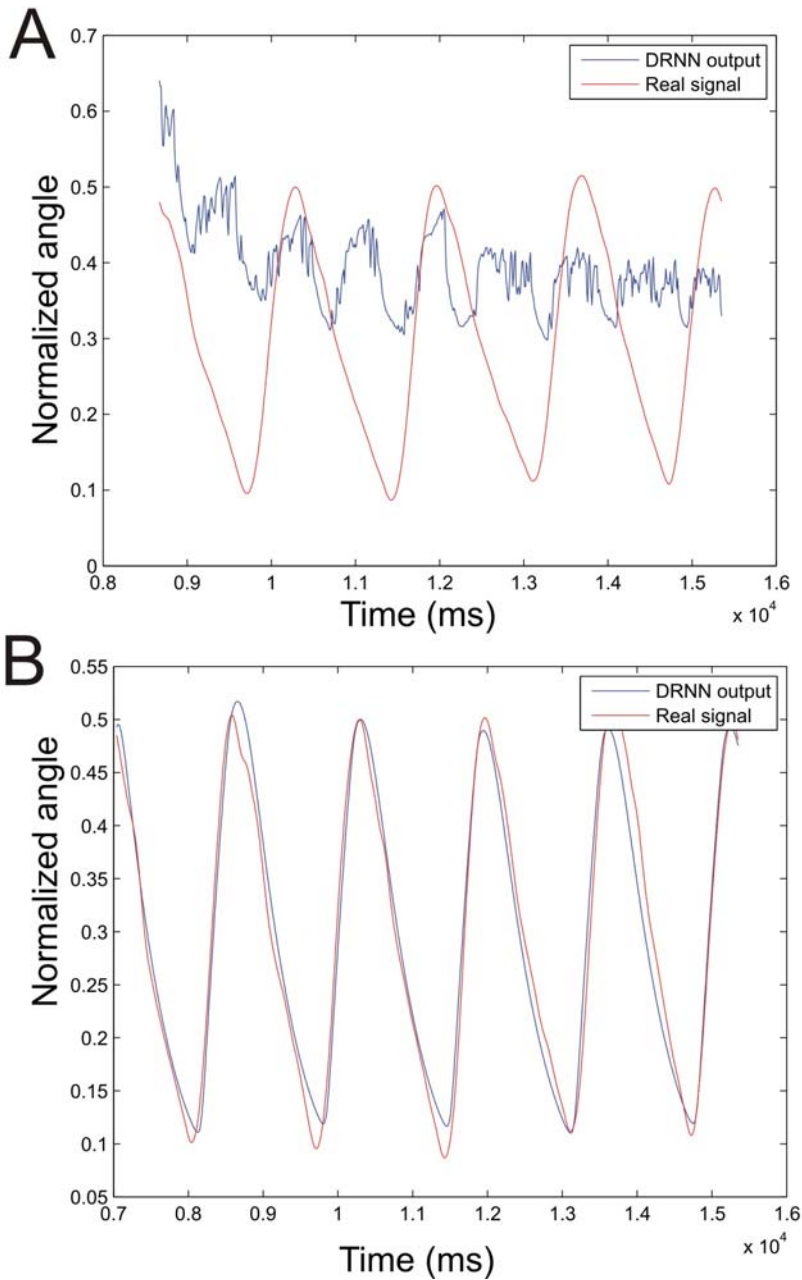 A
0.7
0.6
0.5
0.4
0.3
0.2
0.1
0
Normalized angle
DRNN output
Real signal
0.8 0.9 1 1.1 1.2 1.3 1.4 1.5 1.6
Time (ms)
x 10^4
B
0.55
0.5
0.45
0.4
0.35
0.3
0.25
0.2
0.15
0.1
0.05
Normalized angle
DRNN output
Real signal
0.7 0.8 0.9 1 1.1 1.2 1.3 1.4 1.5 1.6
Time (ms)
x 10^4